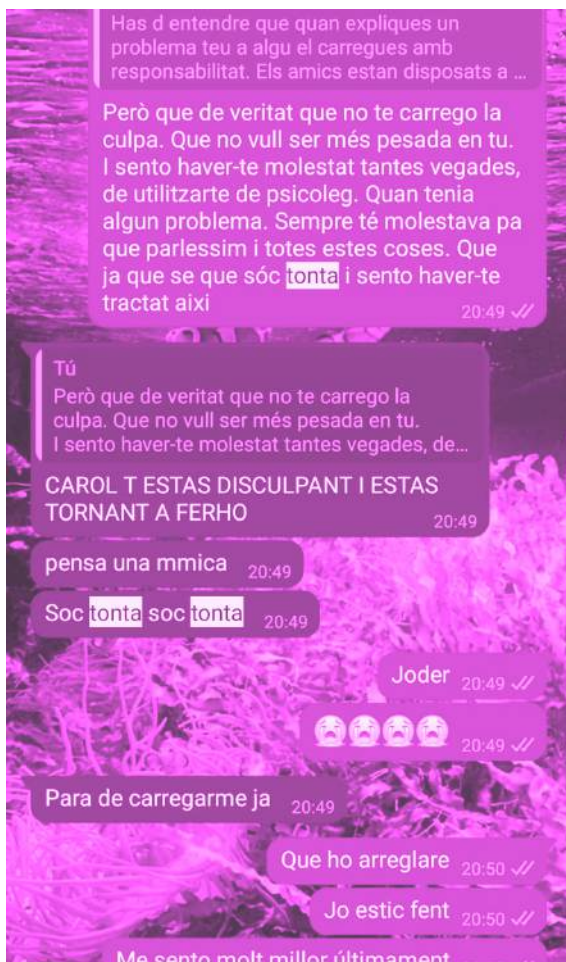 Has d entendre que quan expliques un
problema teu a algu el carregues amb
responsabilitat. Els amics estan disposats a ...
Però que de veritat que no te carrego la
culpa. Que no vull ser més pesada en tu.
I sento haver-te molestat tantes vegades,
de utilitzarte de psicoleg. Quan tenia
algun problema. Sempre té molestava pa
que parlessim i totes estes coses. Que
ja que se que sóc tonta i sento haver-te
tractat aixi
20:49
Tú
Però que de veritat que no te carrego la
culpa. Que no vull ser més pesada en tu.
I sento haver-te molestat tantes vegades, de...
CAROL T ESTAS DISCULPANT I ESTAS
TORNANT A FERHO
20:49
pensa una mmica 20:49
Soc tonta soc tonta 20:49
Joder 20:49
😭😭😭😭 20:49
Para de carregarme ja 20:49
Que ho arreglare 20:50
Jo estic fent 20:50
Me sento molt millor últimament